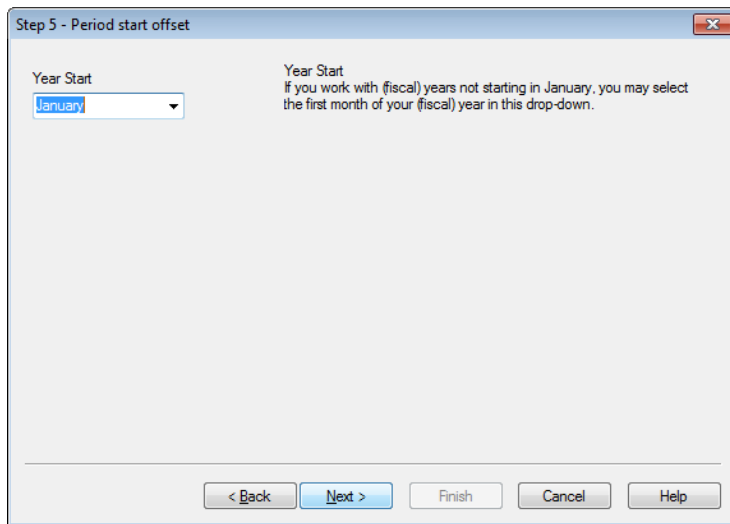 Step 5 - Period start offset
Year Start
January
Year Start
If you work with (fiscal) years not starting in January, you may select
the first month of your (fiscal) year in this drop-down.
< Back
Next >
Finish
Cancel
Help